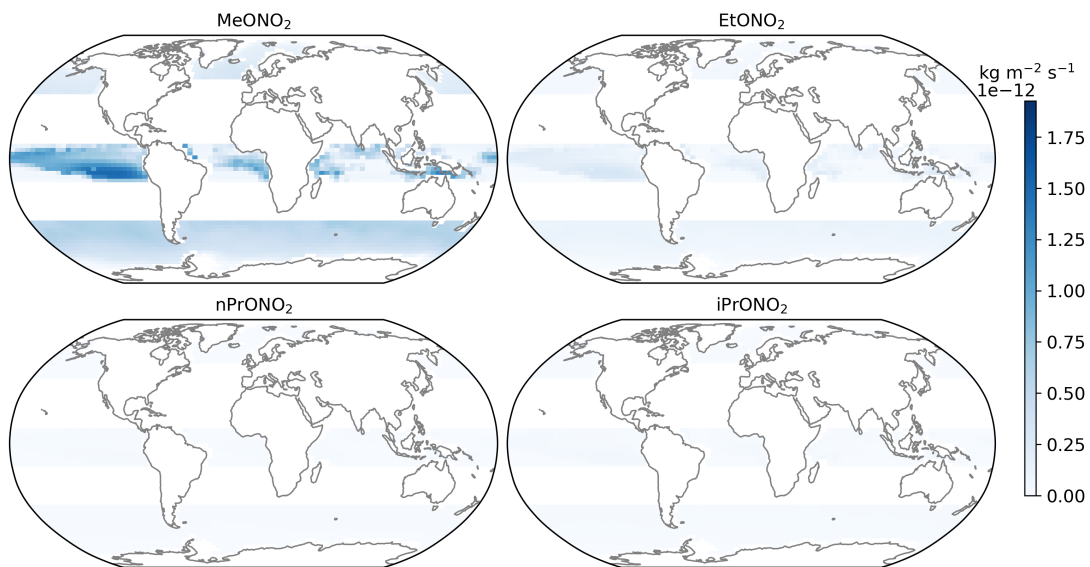 MeONO₂
EtONO₂
kg m⁻² s⁻¹
1e−12
1.75
1.50
1.25
1.00
0.75
0.50
0.25
0.00
nPrONO₂
iPrONO₂